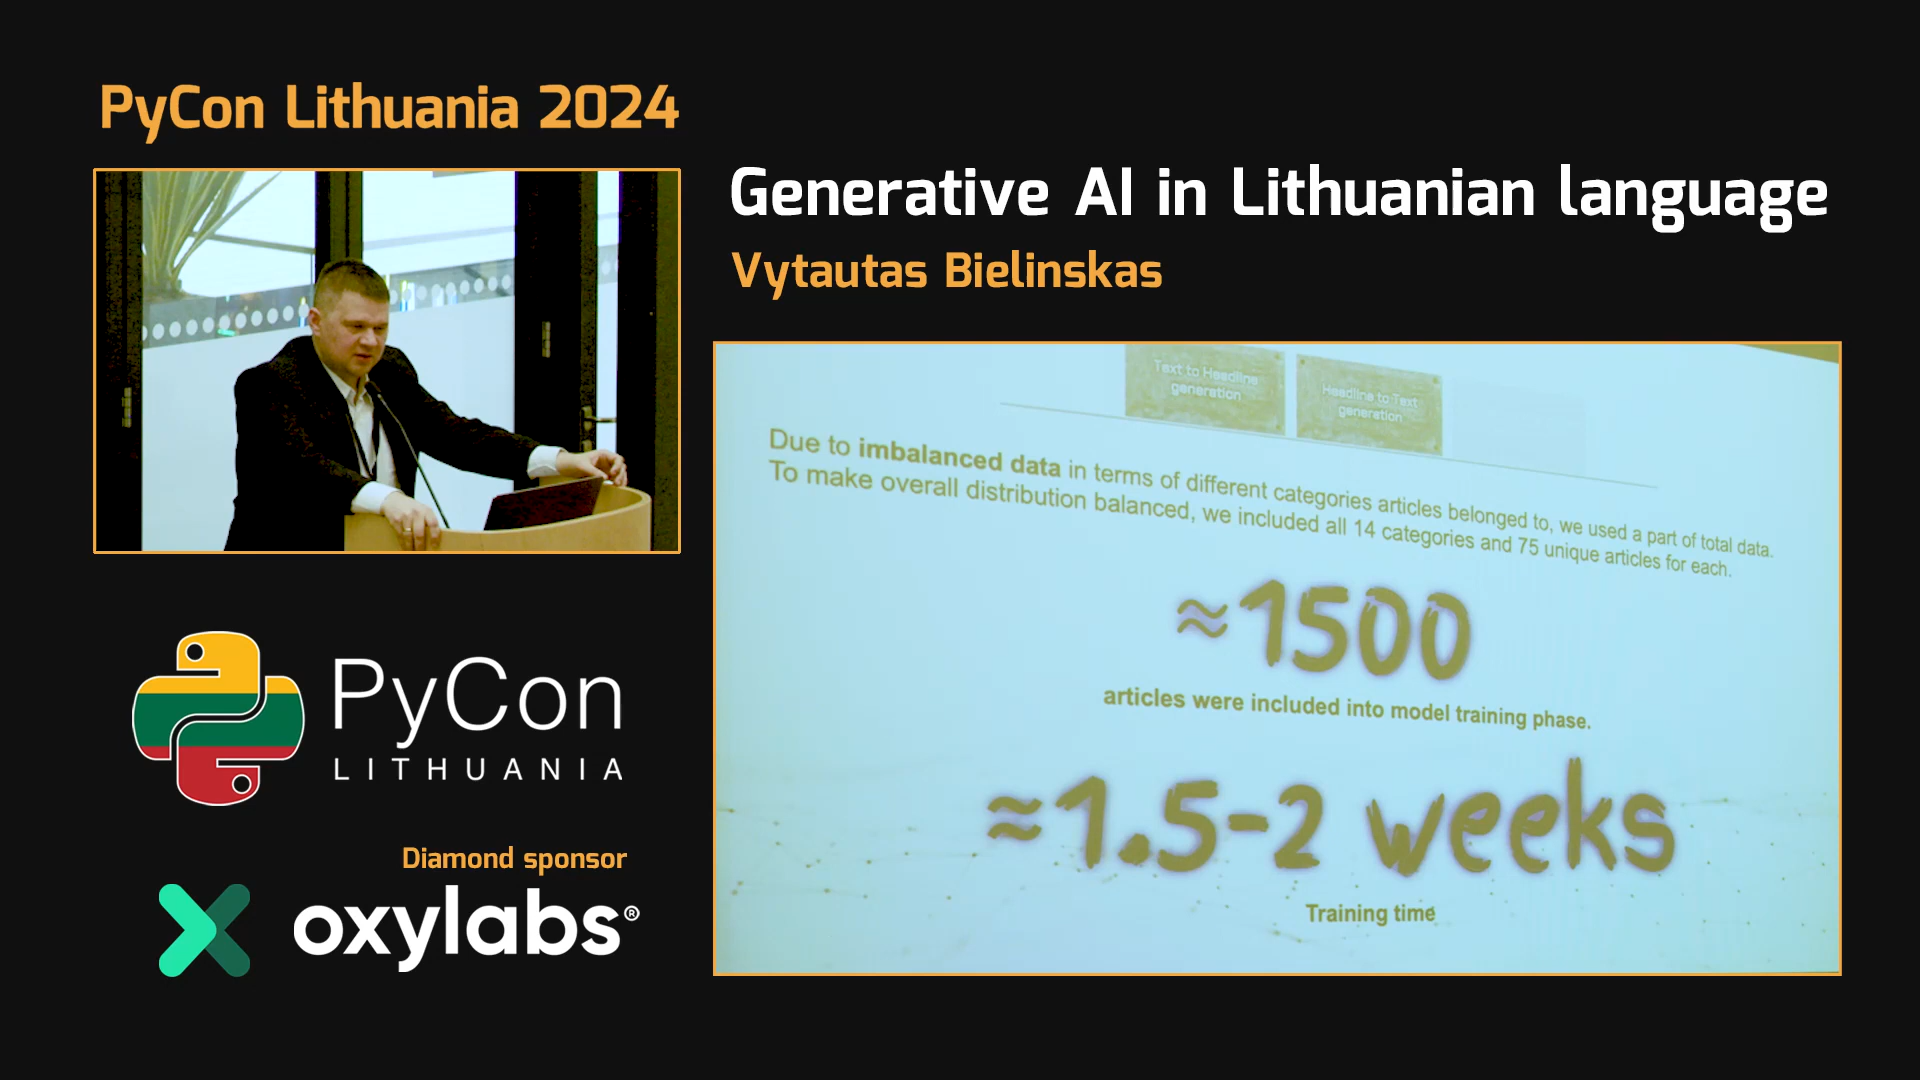 PyCon Lithuania 2024
Generative AI in Lithuanian language
Vytautas Bielinskas
Text to Headline
generation
Headline to Text
generation
Due to imbalanced data in terms of different categories articles belonged to, we used a part of total data.
To make overall distribution balanced, we included all 14 categories and 75 unique articles for each.
≈1500
articles were included into model training phase.
≈1.5-2 weeks
Training time
PyCon
LITHUANIA
Diamond sponsor
oxylabs®